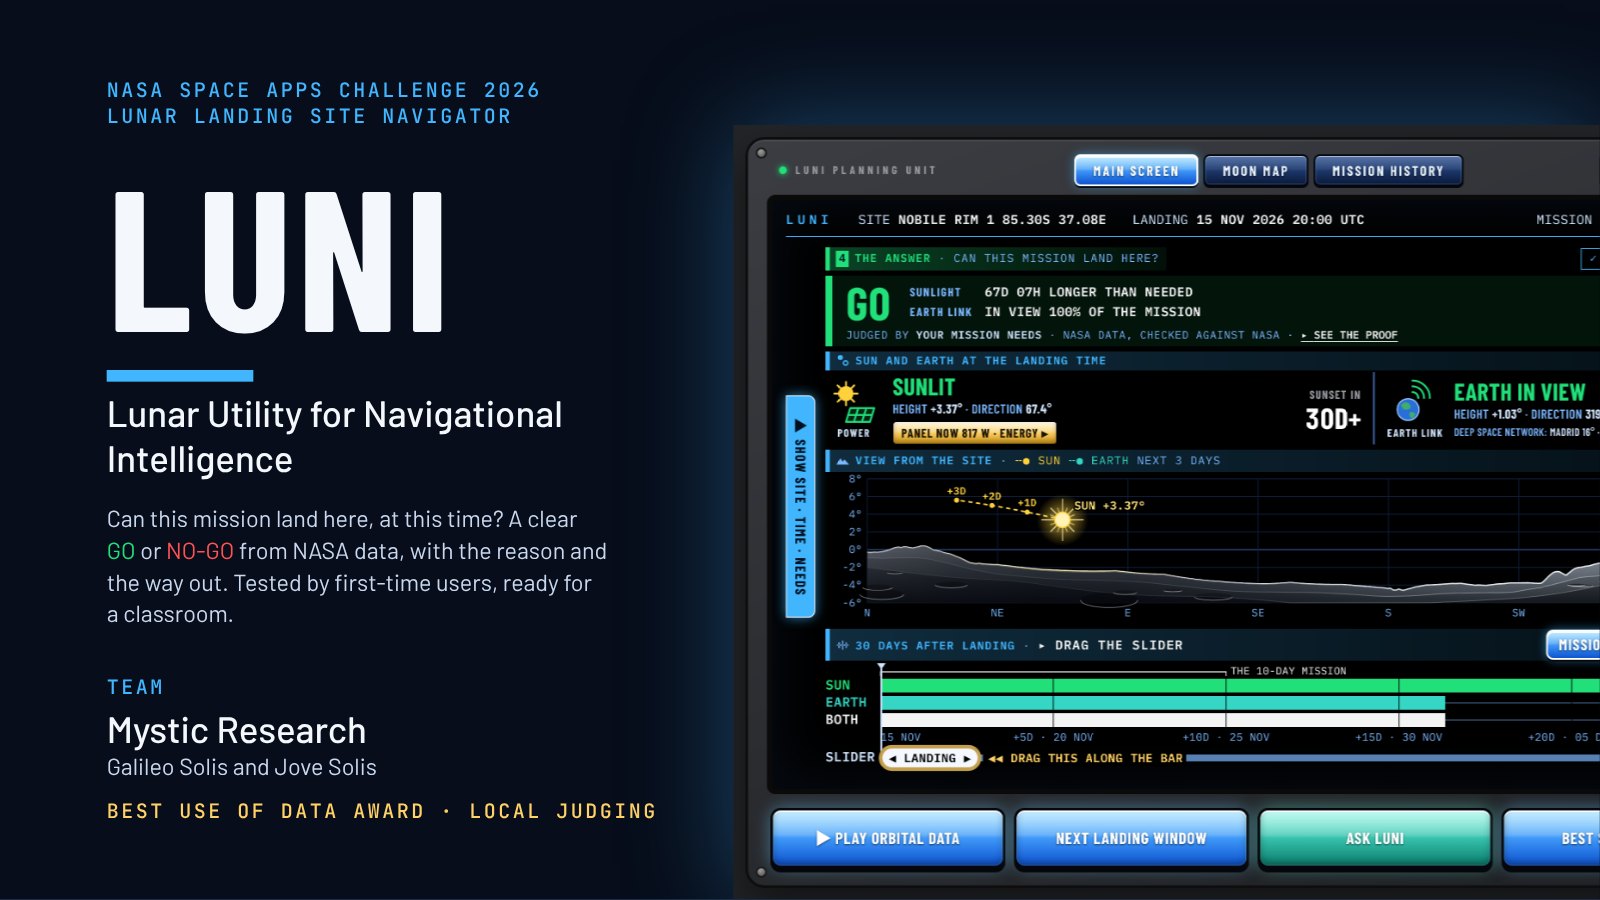 NASA SPACE APPS CHALLENGE 2026
LUNAR LANDING SITE NAVIGATOR
LUNI
Lunar Utility for Navigational
Intelligence
Can this mission land here, at this time? A clear
GO or NO-GO from NASA data, with the reason and
the way out. Tested by first-time users, ready for
a classroom.
TEAM
Mystic Research
Galileo Solis and Jove Solis
BEST USE OF DATA AWARD · LOCAL JUDGING
LUNI PLANNING UNIT
MAIN SCREEN
MOON MAP
MISSION HISTORY
LUNI SITE NOBILE RIM 1 85.30S 37.08E LANDING 15 NOV 2026 20:00 UTC MISSION
4 THE ANSWER · CAN THIS MISSION LAND HERE?
GO
SUNLIGHT 67D 07H LONGER THAN NEEDED
EARTH LINK IN VIEW 100% OF THE MISSION
JUDGED BY YOUR MISSION NEEDS · NASA DATA, CHECKED AGAINST NASA · ▸ SEE THE PROOF
SUN AND EARTH AT THE LANDING TIME
POWER
SUNLIT
HEIGHT +3.37° · DIRECTION 67.4°
PANEL NOW 817 W · ENERGY ▸
SUNSET IN
30D+
EARTH LINK
EARTH IN VIEW
HEIGHT +1.03° · DIRECTION 319
DEEP SPACE NETWORK: MADRID 16° ·
▲ SHOW SITE · TIME · NEEDS
VIEW FROM THE SITE · SUN EARTH NEXT 3 DAYS
8°
6°
4°
2°
0°
-2°
-4°
-6°
+3D
+2D
+1D
SUN +3.37°
N NE E SE S SW
30 DAYS AFTER LANDING · ▸ DRAG THE SLIDER
MISSIO
THE 10-DAY MISSION
SUN
EARTH
BOTH
15 NOV +5D · 20 NOV +10D · 25 NOV +15D · 30 NOV +20D · 05 D
SLIDER ◀ LANDING ▶ ◀◀ DRAG THIS ALONG THE BAR
▶ PLAY ORBITAL DATA
NEXT LANDING WINDOW
ASK LUNI
BEST